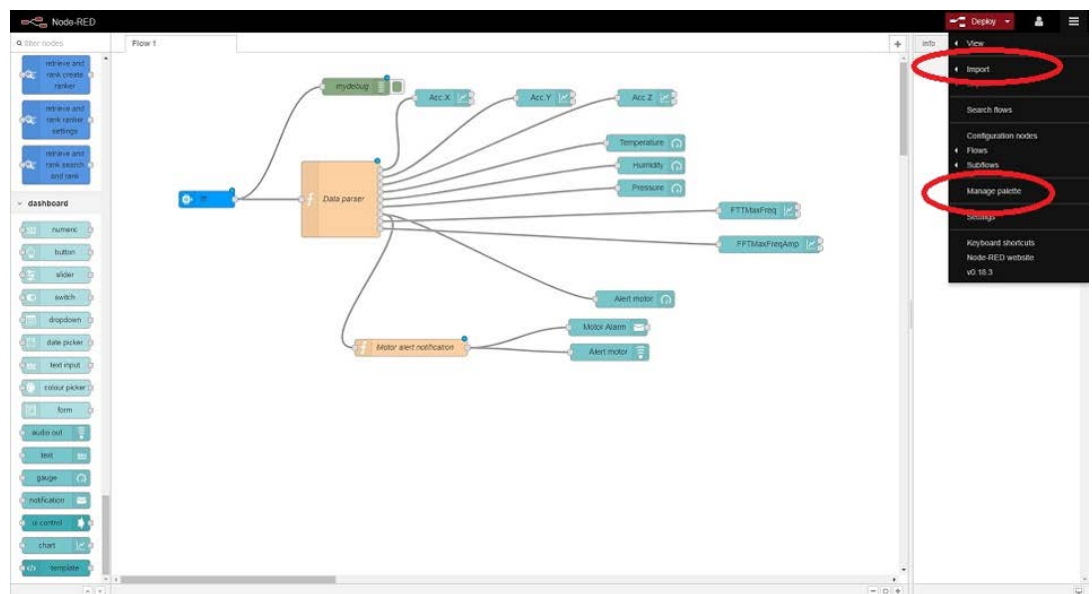 Node-RED
Deploy
filter nodes
Flow 1
info
View
Import
Search flows
Configuration nodes
Flows
Subflows
Manage palette
Settings
Keyboard shortcuts
Node-RED website
v0.18.3
retrieve and
rank create
ranker
retrieve and
rank ranker
settings
retrieve and
rank search
and rank
dashboard
numeric
button
slider
switch
dropdown
date picker
text input
colour picker
form
audio out
text
gauge
notification
ui control
chart
template
mydebug
Acc.X
Acc.Y
Acc.Z
Temperature
Humidity
Pressure
Data parser
FTTMaxFreq
FFTMaxFreqAmp
Alert motor
Motor Alarm
Motor alert notification
Alert motor